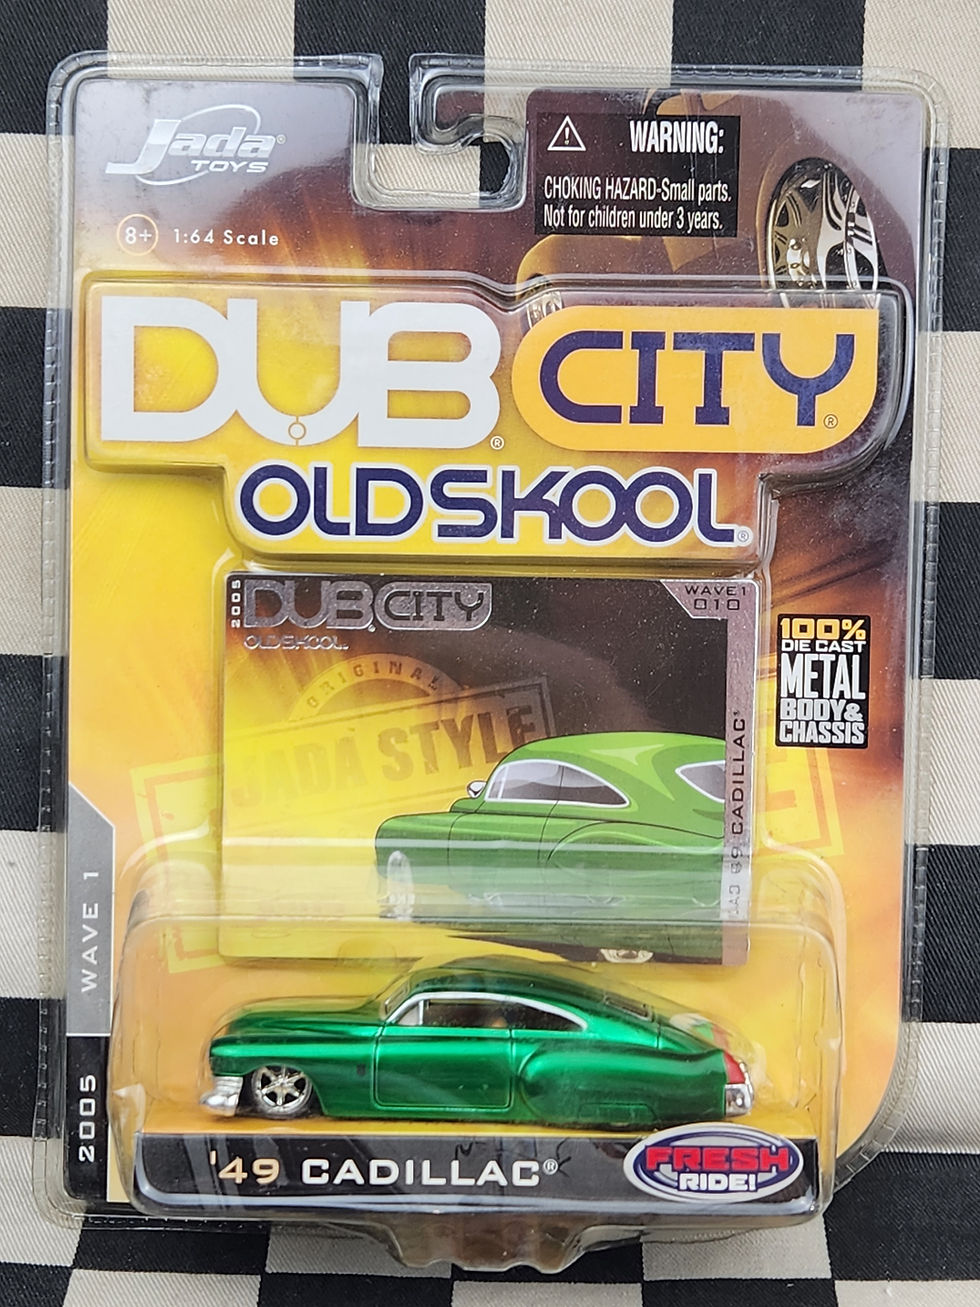 Jada®
TOYS
WARNING:
CHOKING HAZARD-Small parts.
Not for children under 3 years.
8+ 1:64 Scale
DUB® CITY®
OLDSKOOL®
2005 DUB® CITY
OLDSKOOL
WAVE 1
010
ORIGINAL
JADA STYLE
'49 CADILLAC®
100%
DIE CAST
METAL
BODY&
CHASSIS
WAVE 1
2005
'49 CADILLAC®
FRESH
RIDE!